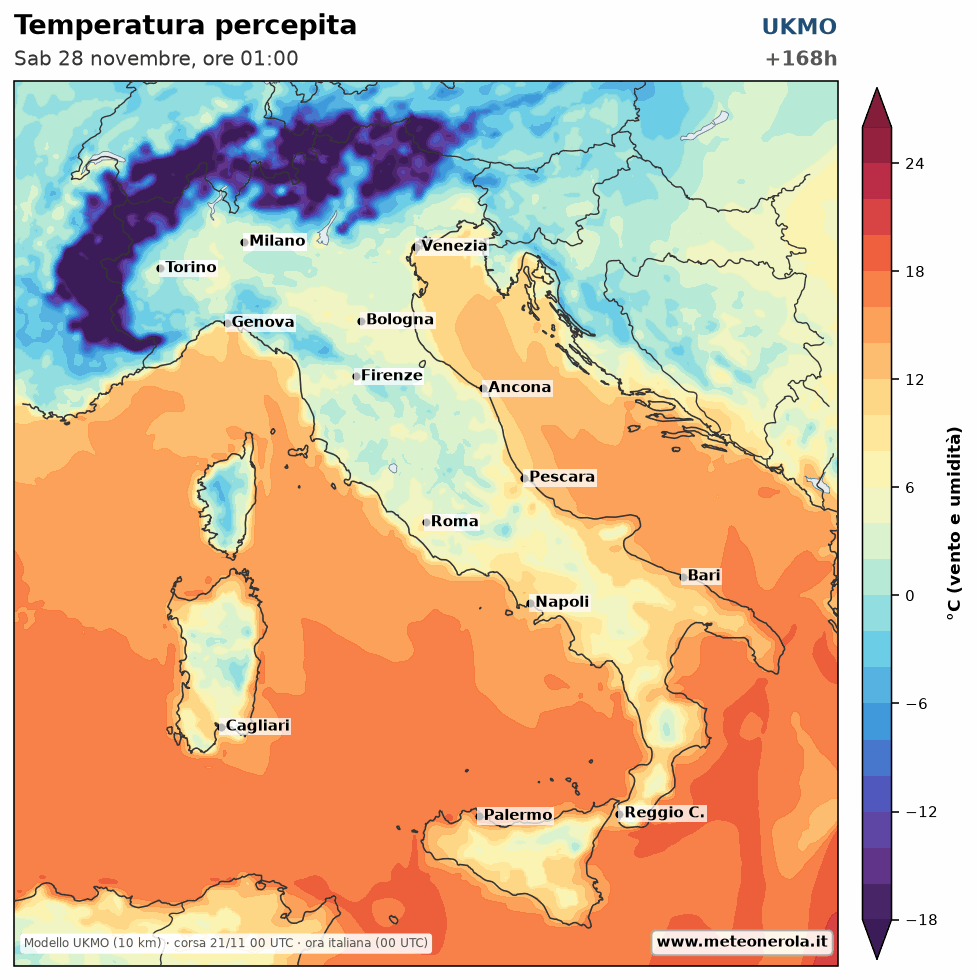 Temperatura percepita
UKMO
Sab 28 novembre, ore 01:00
+168h
Milano
Venezia
Torino
Genova
Bologna
Firenze
Ancona
Pescara
Roma
Bari
Napoli
Cagliari
Palermo
Reggio C.
24
18
12
6
0
−6
−12
−18
°C (vento e umidità)
Modello UKMO (10 km) · corsa 21/11 00 UTC · ora italiana (00 UTC)
www.meteonerola.it